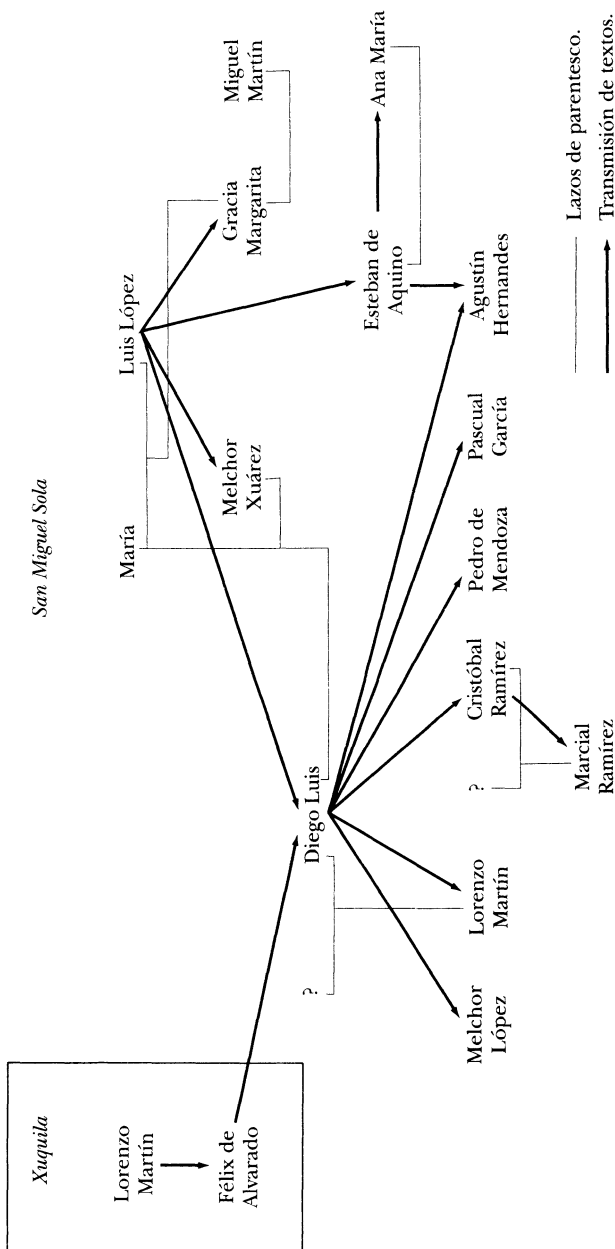 San Miguel Sola
Xuquila
Lorenzo
Martín
Félix de
Alvarado
María
Luis López
Melchor
Xuárez
Gracia
Margarita
Miguel
Martín
?
Diego Luis
Esteban de
Aquino
Ana María
Melchor
López
Lorenzo
Martín
?
Cristóbal
Ramírez
Pedro de
Mendoza
Pascual
García
Agustín
Hernandes
Marcial
Ramírez
Lazos de parentesco.
Transmisión de textos.